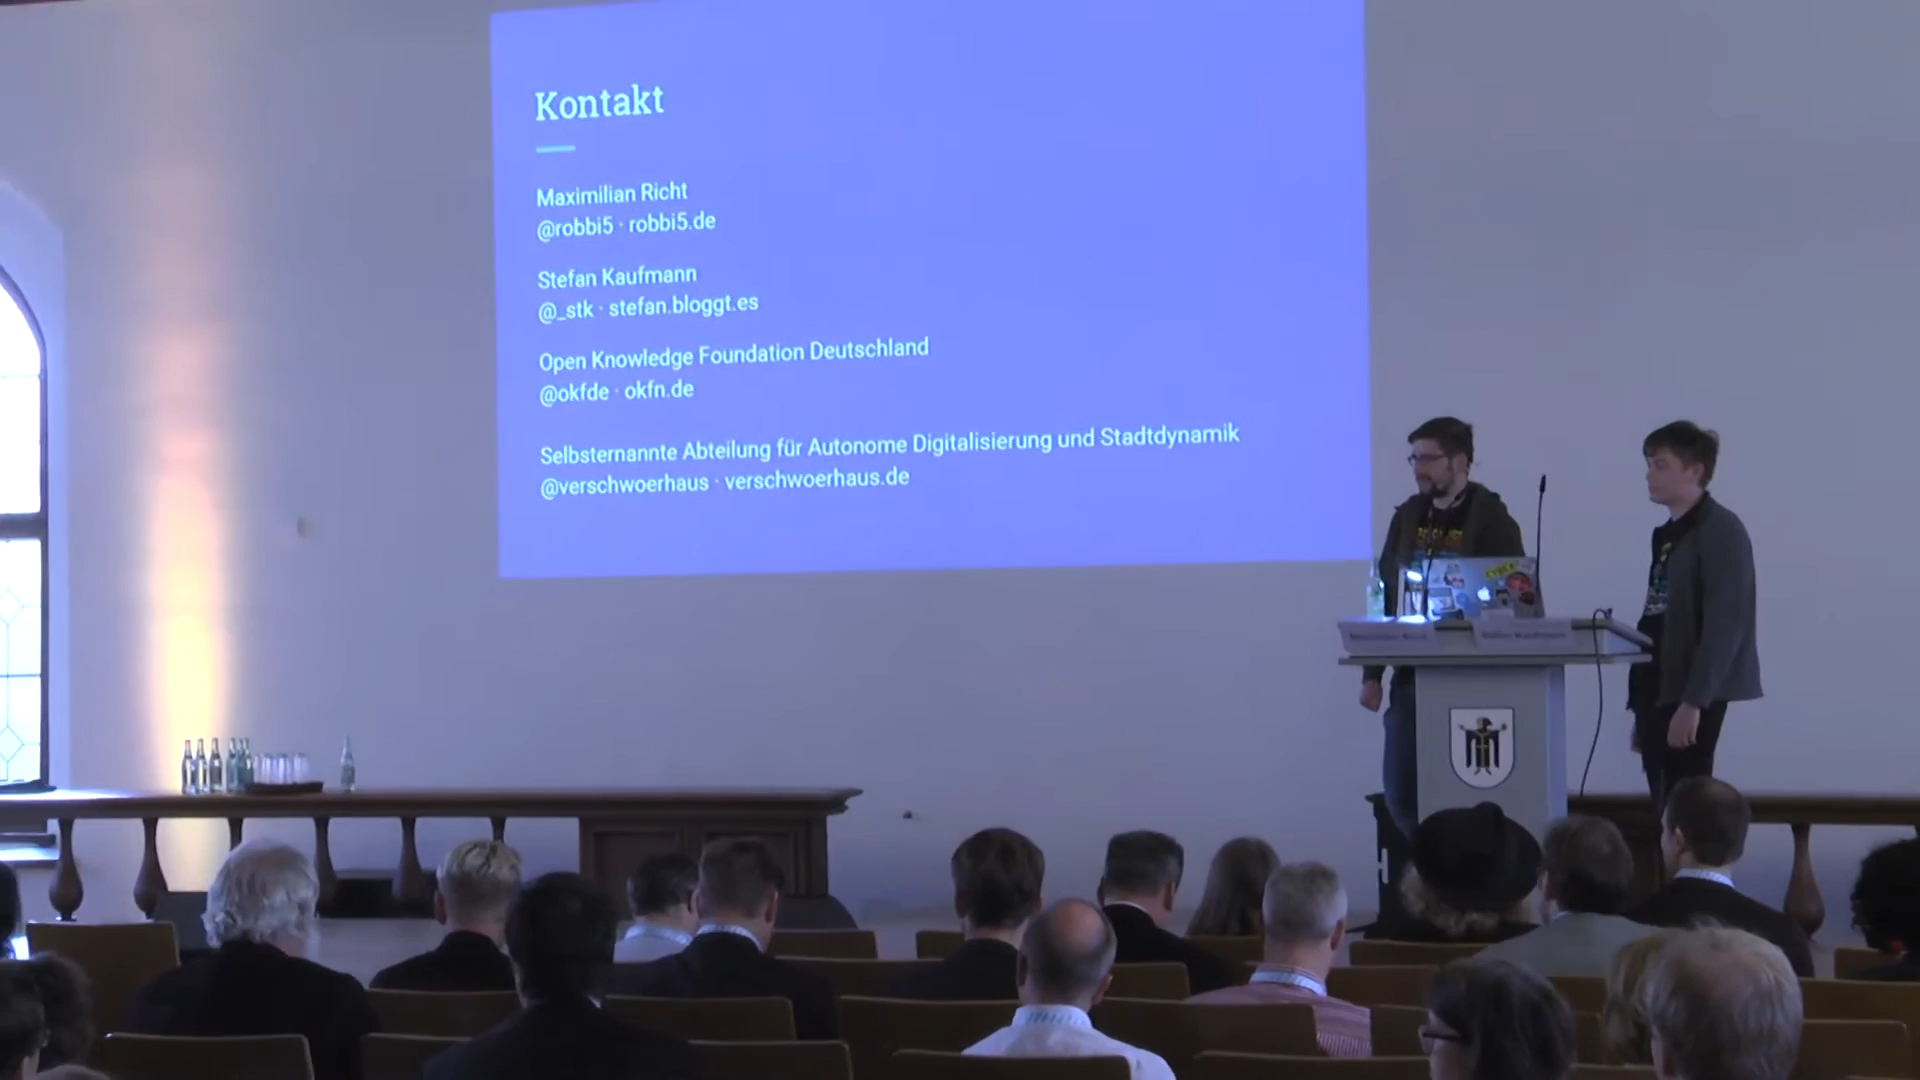 Kontakt
Maximilian Richt
@robbi5 · robbi5.de
Stefan Kaufmann
@_stk · stefan.bloggt.es
Open Knowledge Foundation Deutschland
@okfde · okfn.de
Selbsternannte Abteilung für Autonome Digitalisierung und Stadtdynamik
@verschwoerhaus · verschwoerhaus.de